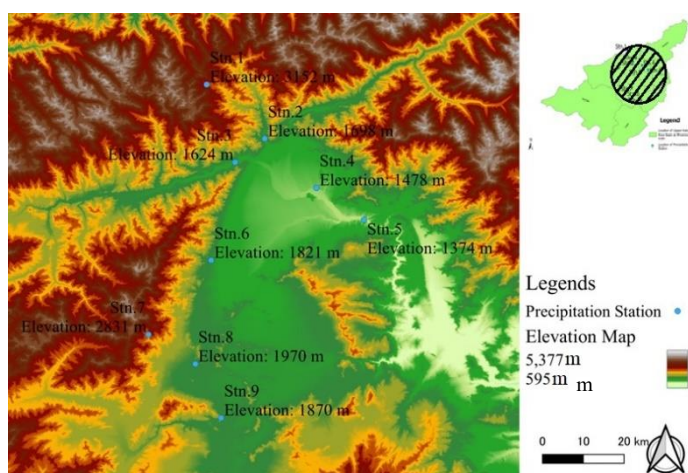 Stn.1
Elevation: 3152 m
Stn.2
Elevation: 1698 m
Stn.3
Elevation: 1624 m
Stn.4
Elevation: 1478 m
Stn.5
Elevation: 1374 m
Stn.6
Elevation: 1821 m
Stn.7
Elevation: 2831 m
Stn.8
Elevation: 1970 m
Stn.9
Elevation: 1870 m
Legend
Legends
Precipitation Station
Elevation Map
5,377m
595m m
0 10 20 km